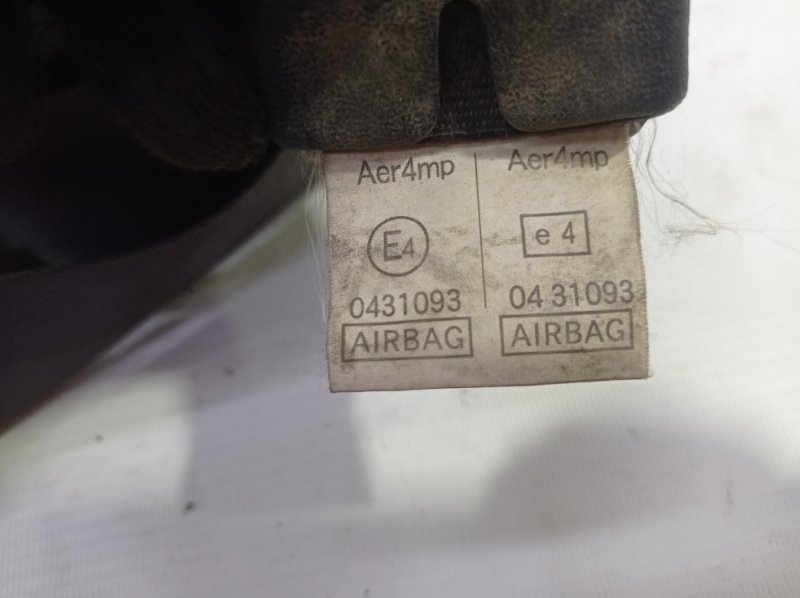 Aer4mp Aer4mp
E4 e 4
0431093 04 31093
AIRBAG AIRBAG